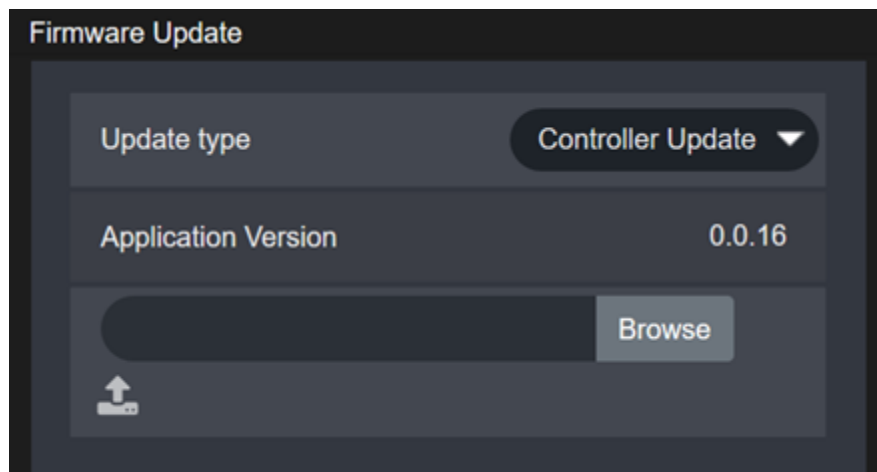 Firmware Update
Update type Controller Update
Application Version 0.0.16
Browse